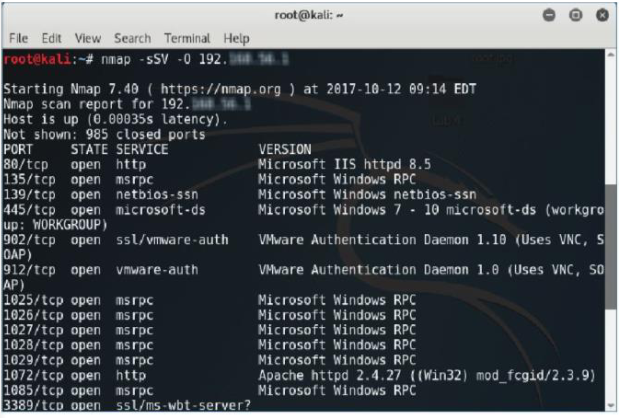 root@kali: ~
File Edit View Search Terminal Help
root@kali:~# nmap -sSV -O 192.
Starting Nmap 7.40 ( https://nmap.org ) at 2017-10-12 09:14 EDT
Nmap scan report for 192.
Host is up (0.00035s latency).
Not shown: 985 closed ports
PORT STATE SERVICE VERSION
80/tcp open http Microsoft IIS httpd 8.5
135/tcp open msrpc Microsoft Windows RPC
139/tcp open netbios-ssn Microsoft Windows netbios-ssn
445/tcp open microsoft-ds Microsoft Windows 7 - 10 microsoft-ds (workgro
up: WORKGROUP)
902/tcp open ssl/vmware-auth VMware Authentication Daemon 1.10 (Uses VNC, S
OAP)
912/tcp open vmware-auth VMware Authentication Daemon 1.0 (Uses VNC, SO
AP)
1025/tcp open msrpc Microsoft Windows RPC
1026/tcp open msrpc Microsoft Windows RPC
1027/tcp open msrpc Microsoft Windows RPC
1028/tcp open msrpc Microsoft Windows RPC
1029/tcp open msrpc Microsoft Windows RPC
1072/tcp open http Apache httpd 2.4.27 ((Win32) mod_fcgid/2.3.9)
1085/tcp open msrpc Microsoft Windows RPC
3389/tcp open ssl/ms-wbt-server?